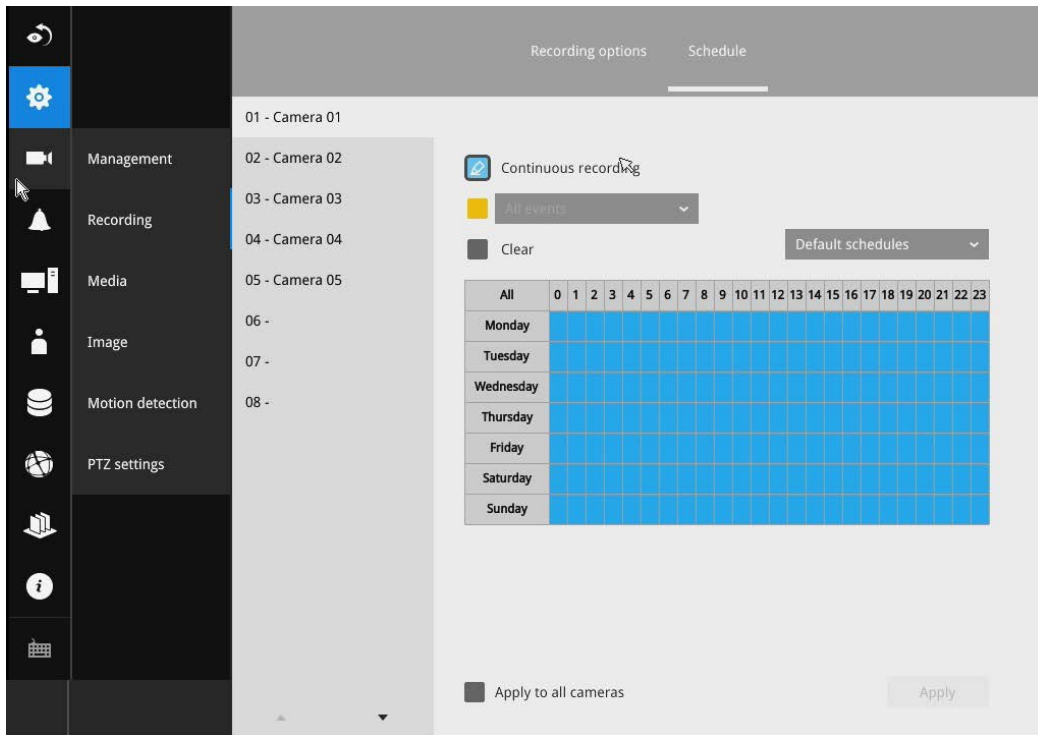 Recording options Schedule
Management
Recording
Media
Image
Motion detection
PTZ settings
01 - Camera 01
02 - Camera 02
03 - Camera 03
04 - Camera 04
05 - Camera 05
06 -
07 -
08 -
Continuous recording
All events
Clear
Default schedules
All 0 1 2 3 4 5 6 7 8 9 10 11 12 13 14 15 16 17 18 19 20 21 22 23
Monday
Tuesday
Wednesday
Thursday
Friday
Saturday
Sunday
Apply to all cameras
Apply